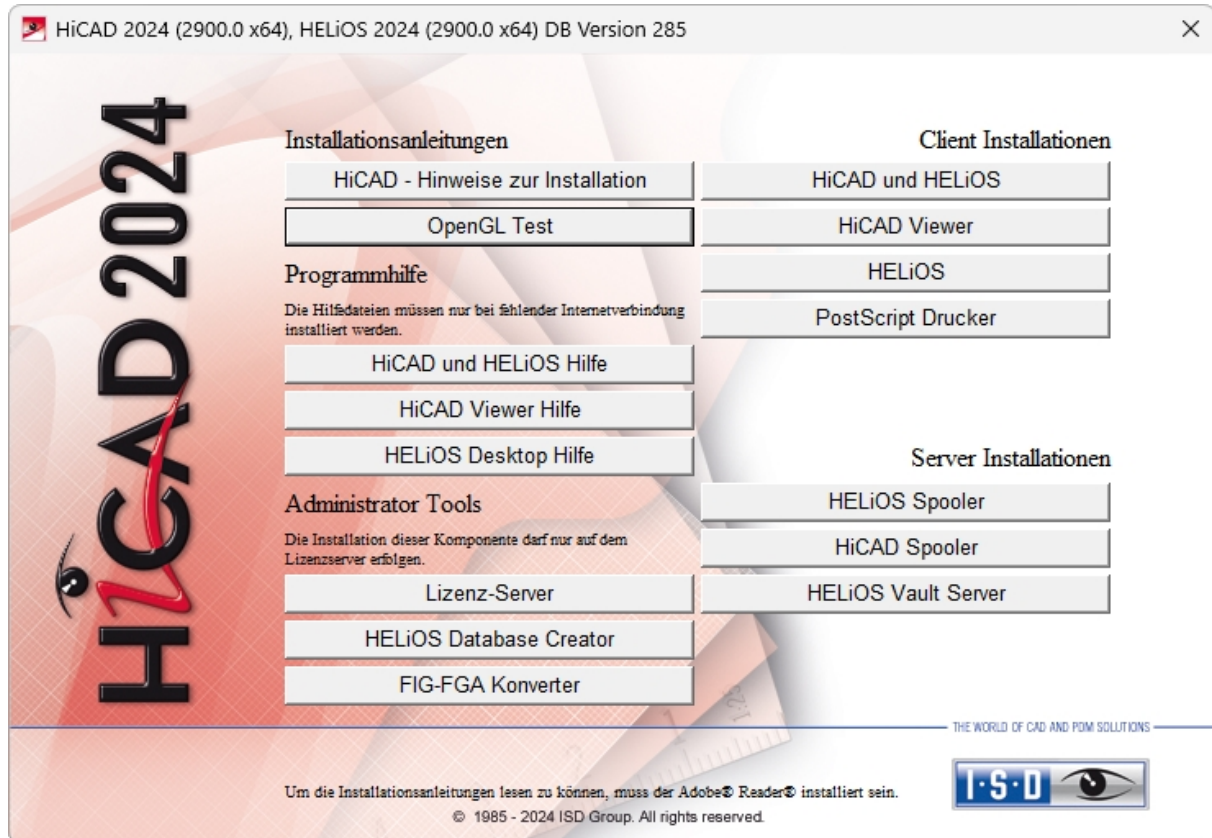 HiCAD 2024 (2900.0 x64), HELiOS 2024 (2900.0 x64) DB Version 285
HiCAD 2024
Installationsanleitungen
HiCAD - Hinweise zur Installation
OpenGL Test
Programmhilfe
Die Hilfedateien müssen nur bei fehlender Internetverbindung
installiert werden.
HiCAD und HELiOS Hilfe
HiCAD Viewer Hilfe
HELiOS Desktop Hilfe
Administrator Tools
Die Installation dieser Komponente darf nur auf dem
Lizenzserver erfolgen.
Lizenz-Server
HELiOS Database Creator
FIG-FGA Konverter
Client Installationen
HiCAD und HELiOS
HiCAD Viewer
HELiOS
PostScript Drucker
Server Installationen
HELiOS Spooler
HiCAD Spooler
HELiOS Vault Server
1:25
1
THE WORLD OF CAD AND PDM SOLUTIONS
I·S·D
Um die Installationsanleitungen lesen zu können, muss der Adobe® Reader® installiert sein.
© 1985 - 2024 ISD Group. All rights reserved.